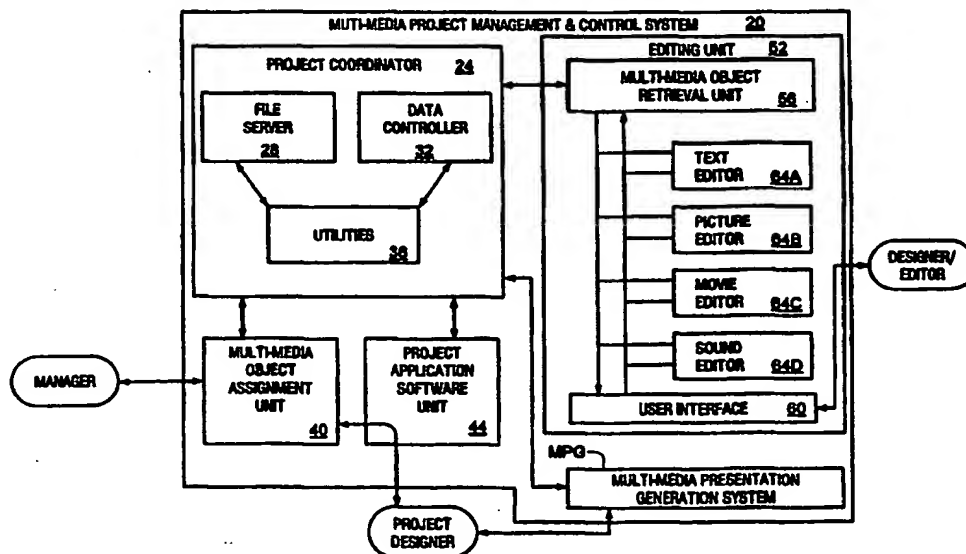 MUTI-MEDIA PROJECT MANAGEMENT & CONTROL SYSTEM 20
PROJECT COORDINATOR 24
FILE
SERVER
28
DATA
CONTROLLER
32
UTILITIES
36
EDITING UNIT 52
MULTI-MEDIA OBJECT
RETRIEVAL UNIT 56
TEXT
EDITOR 64A
PICTURE
EDITOR 64B
MOVIE
EDITOR 64C
SOUND
EDITOR 64D
USER INTERFACE 60
DESIGNER/
EDITOR
MANAGER
MULTI-MEDIA
OBJECT
ASSIGNMENT
UNIT
40
PROJECT
APPLICATION
SOFTWARE
UNIT
44
MPG
MULTI-MEDIA PRESENTATION
GENERATION SYSTEM
PROJECT
DESIGNER